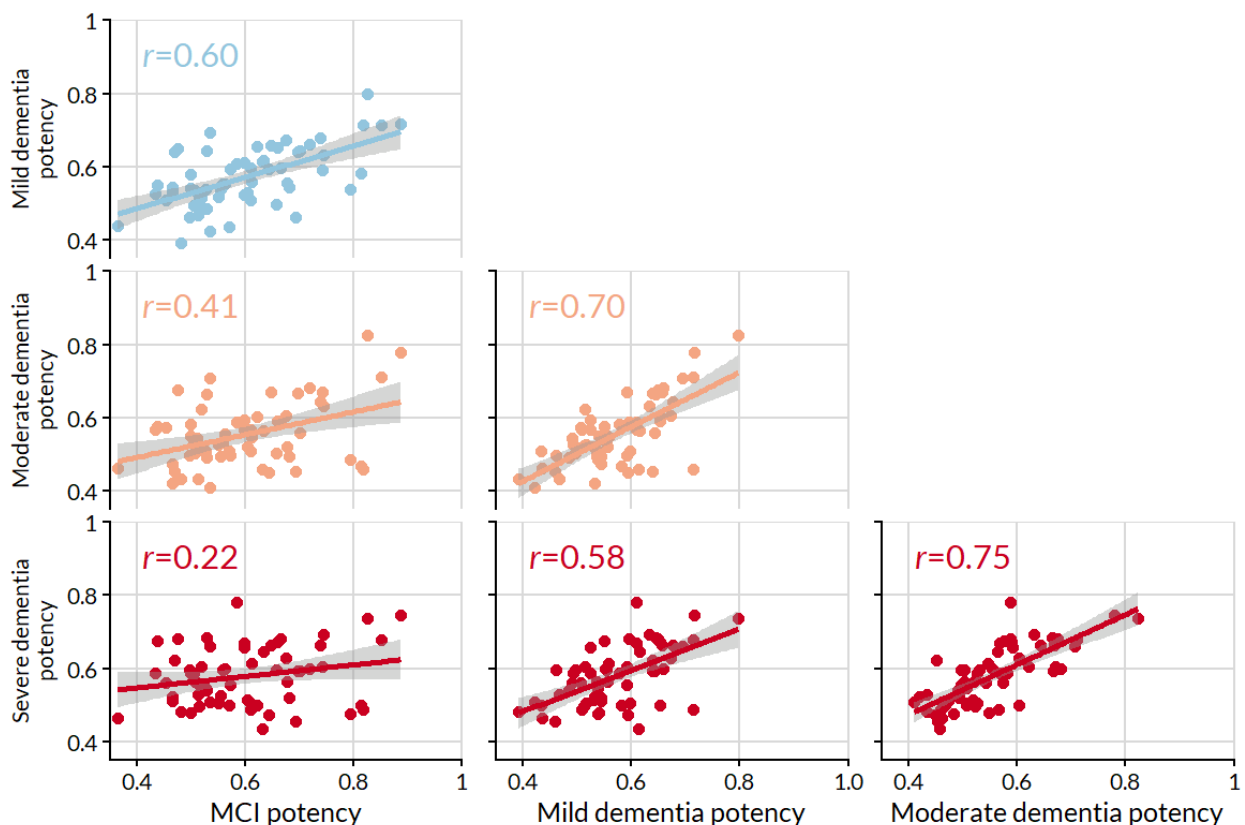 1
0.8
0.6
0.4
Mild dementia
potency
r=0.60
1
0.8
0.6
0.4
Moderate dementia
potency
r=0.41
r=0.70
1
0.8
0.6
0.4
Severe dementia
potency
r=0.22
r=0.58
r=0.75
0.4 0.6 0.8 1
0.4 0.6 0.8 1.0
0.4 0.6 0.8 1
MCI potency
Mild dementia potency
Moderate dementia potency